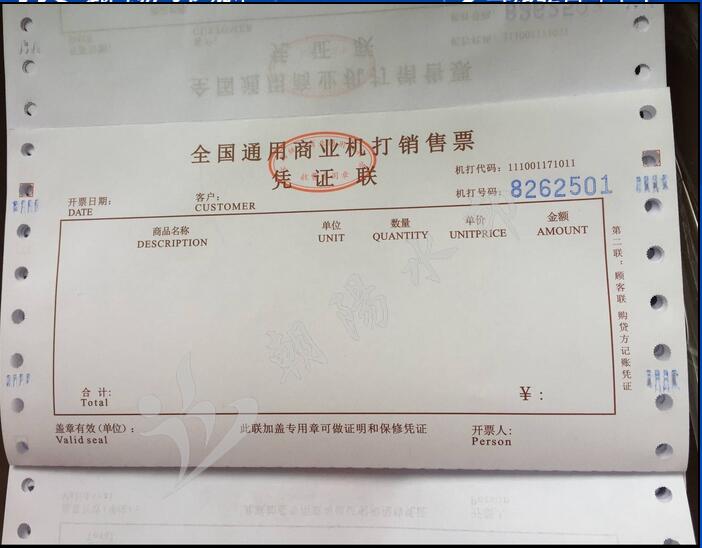 全国通用商业机打销售票
凭证联
机打代码：111001171011
机打号码：8262501
开票日期：
DATE
客户：
CUSTOMER
商品名称 单位 数量 单价 金额
DESCRIPTION UNIT QUANTITY UNITPRICE AMOUNT
第二联：顾客联 购货方记账凭证
合计：
Total
￥：
盖章有效(单位)：
Valid seal
此联加盖专用章可做证明和保修凭证
开票人：
Person
朝阳水印